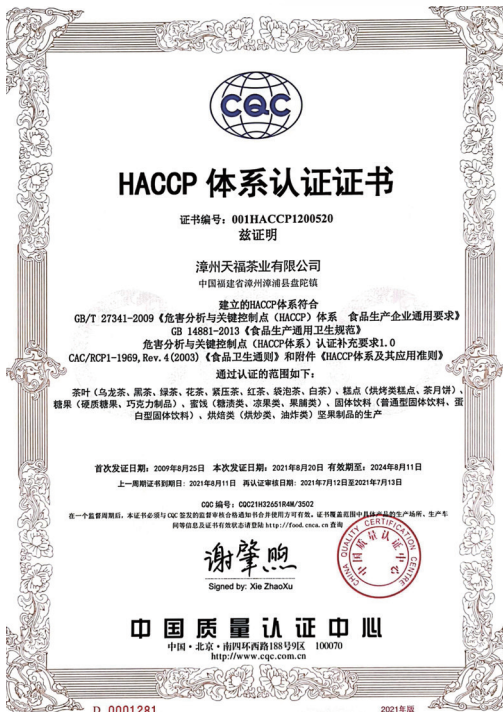 CQC
HACCP 体系认证证书
证书编号：001HACCP1200520
兹证明
漳州天福茶业有限公司
中国福建省漳州漳浦县盘陀镇
建立的HACCP体系符合
GB/T 27341-2009《危害分析与关键控制点（HACCP）体系 食品生产企业通用要求》
GB 14881-2013《食品生产通用卫生规范》
危害分析与关键控制点（HACCP体系）认证补充要求1.0
CAC/RCP1-1969,Rev.4(2003)《食品卫生通则》和附件《HACCP体系及其应用准则》
通过认证的范围如下：
茶叶（乌龙茶、黑茶、绿茶、花茶、紧压茶、红茶、袋泡茶、白茶）、糕点（烘烤类糕点、茶月饼）、
糖果（硬质糖果、巧克力制品）、蜜饯（糖渍类、凉果类、果脯类）、固体饮料（普通型固体饮料、蛋
白型固体饮料）、烘焙类（烘炒类、油炸类）坚果制品的生产
首次发证日期：2009年8月25日 本次发证日期：2021年8月20日 有效期至：2024年8月11日
上一周期证书到期日：2021年8月11日 再认证审核日期：2021年7月12日至2021年7月13日
CQC 编号：CQC21H32651R4M/3502
在一个监督周期后，本证书必须与 CQC 签发的监督审核合格通知书合并使用方可有效。证书覆盖范围中具体产品的生产场所、生产车
间等信息及证书有效状态请登陆 http://food.cnca.cn 查询
谢肇煦
Signed by: Xie ZhaoXu
CHINA QUALITY CERTIFICATION CENTRE
中国质量认证中心
中国质量认证中心
中国·北京·南四环西路188号9区 100070
http://www.cqc.com.cn
D 0001281
2021年版